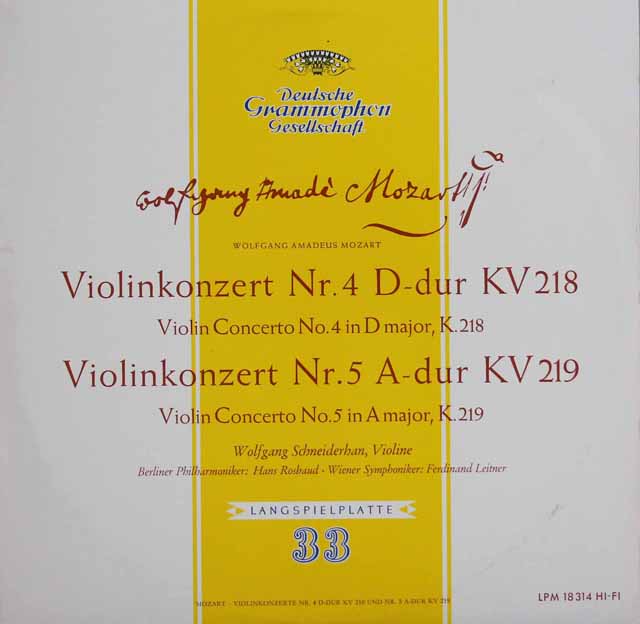 Deutsche
Grammophon
Gesellschaft
Wolfgang Amadè Mozart
WOLFGANG AMADEUS MOZART
Violinkonzert Nr. 4 D-dur KV 218
Violin Concerto No. 4 in D major, K. 218
Violinkonzert Nr. 5 A-dur KV 219
Violin Concerto No. 5 in A major, K. 219
Wolfgang Schneiderhan, Violine
Berliner Philharmoniker: Hans Rosbaud · Wiener Symphoniker: Ferdinand Leitner
LANGSPIELPLATTE
33
MOZART · VIOLINKONZERTE NR. 4 D-DUR KV 218 UND NR. 5 A-DUR KV 219
LPM 18 314 HI-FI